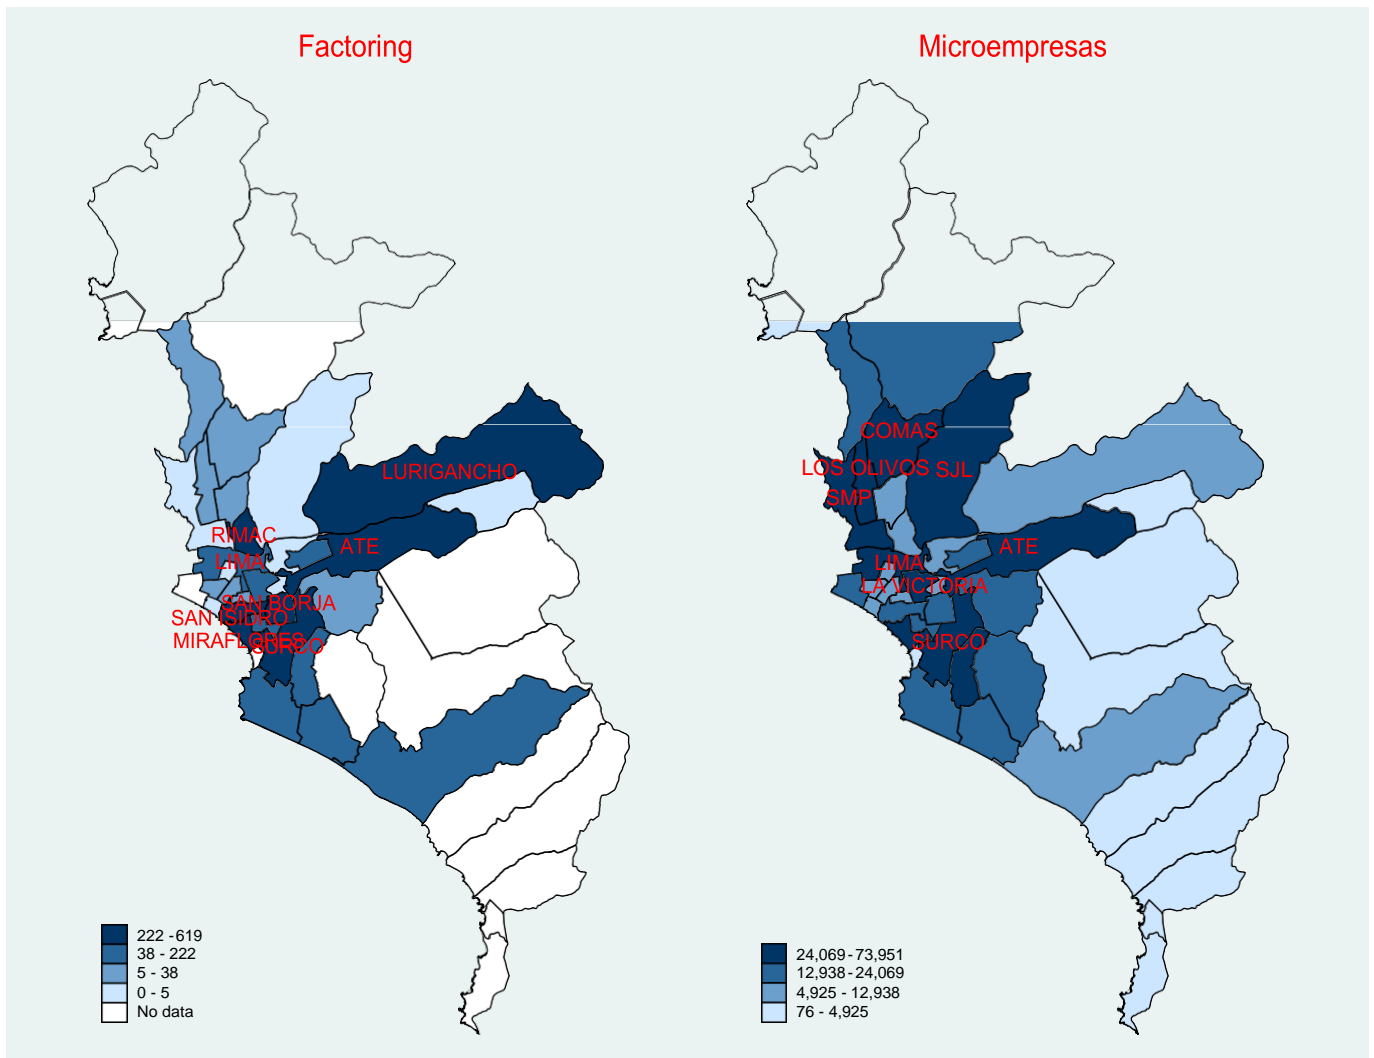 Factoring
Microempresas
LURIGANCHO
RIMAC
ATE
LIMA
SAN BORJA
SAN ISIDRO
MIRAFLORES
SURCO
COMAS
LOS OLIVOS
SJL
SMP
ATE
LIMA
LA VICTORIA
SURCO
222 - 619
38 - 222
5 - 38
0 - 5
No data
24,069 - 73,951
12,938 - 24,069
4,925 - 12,938
76 - 4,925